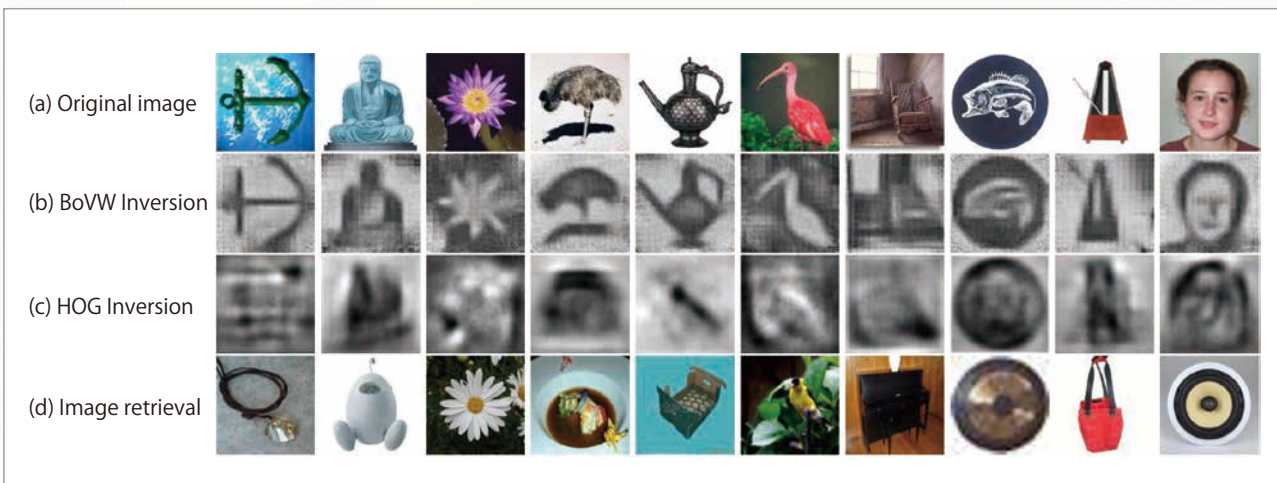 (a) Original image
(b) BoVW Inversion
(c) HOG Inversion
(d) Image retrieval